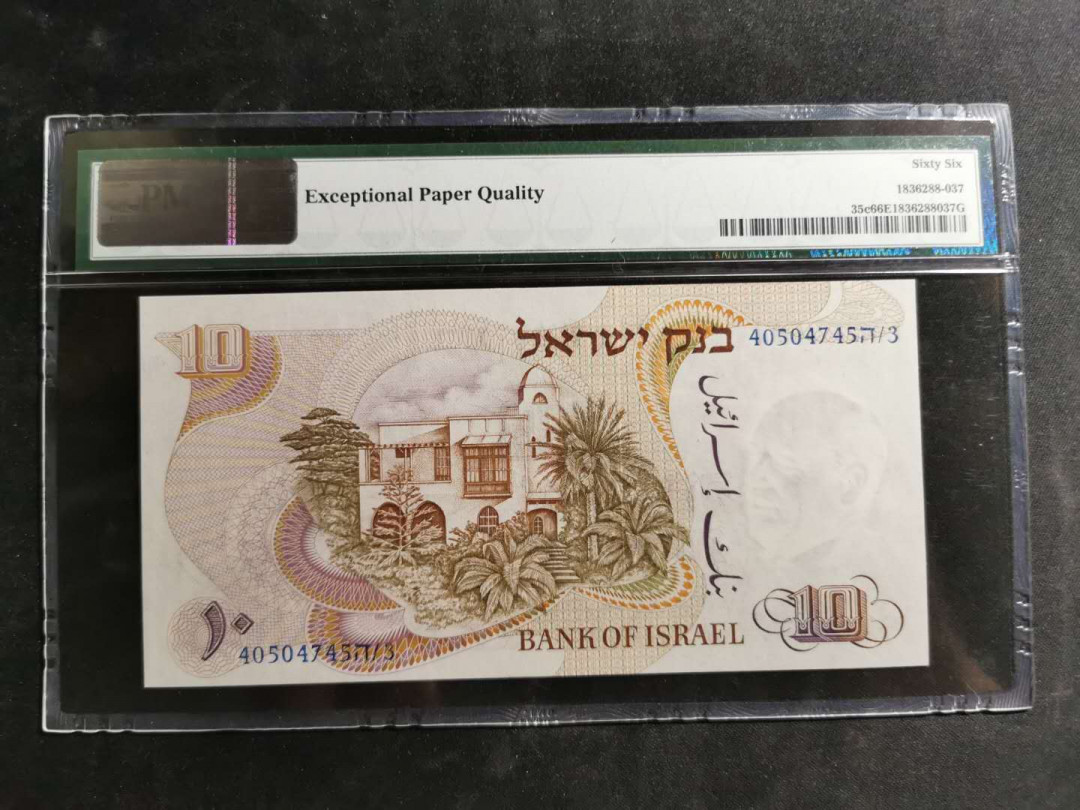 PM
Exceptional Paper Quality
Sixty Six
1836288-037
35c66E1836288037G
10
בנק ישראל
40504745ה/3
بنك إسرائيل
١٠
40504745ה/3
BANK OF ISRAEL
10